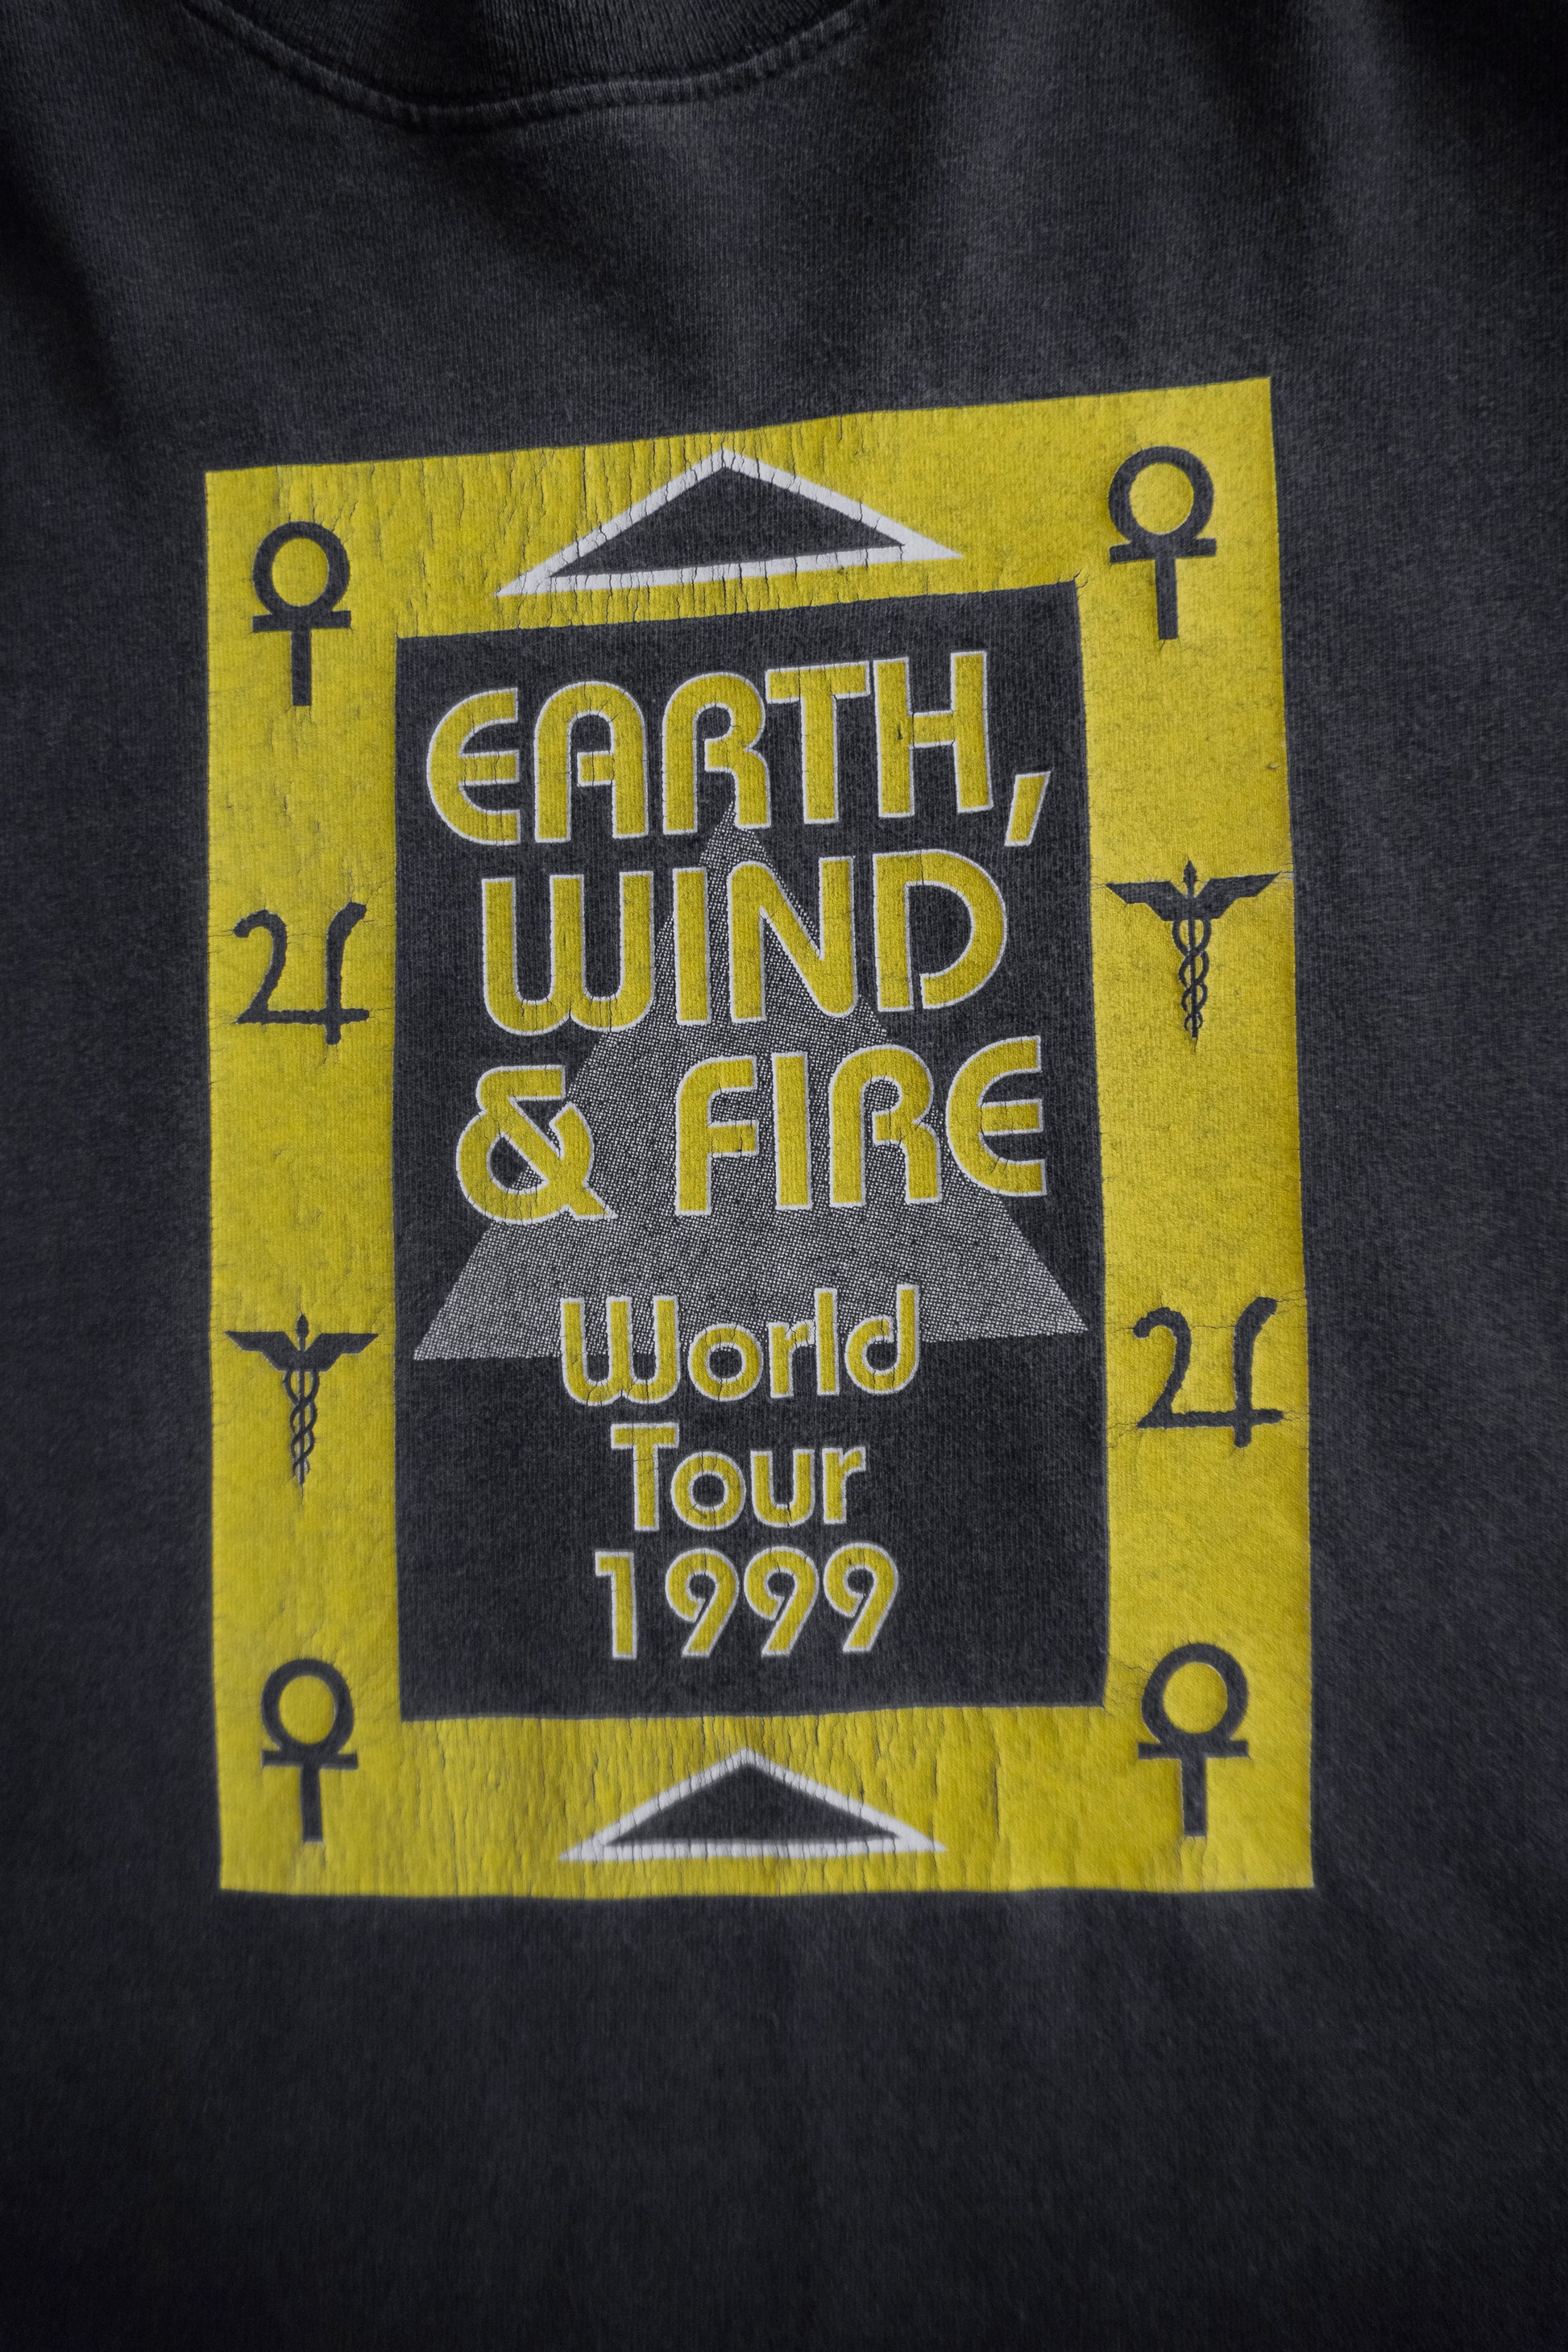 EARTH,
WIND
& FIRE
World
Tour
1999